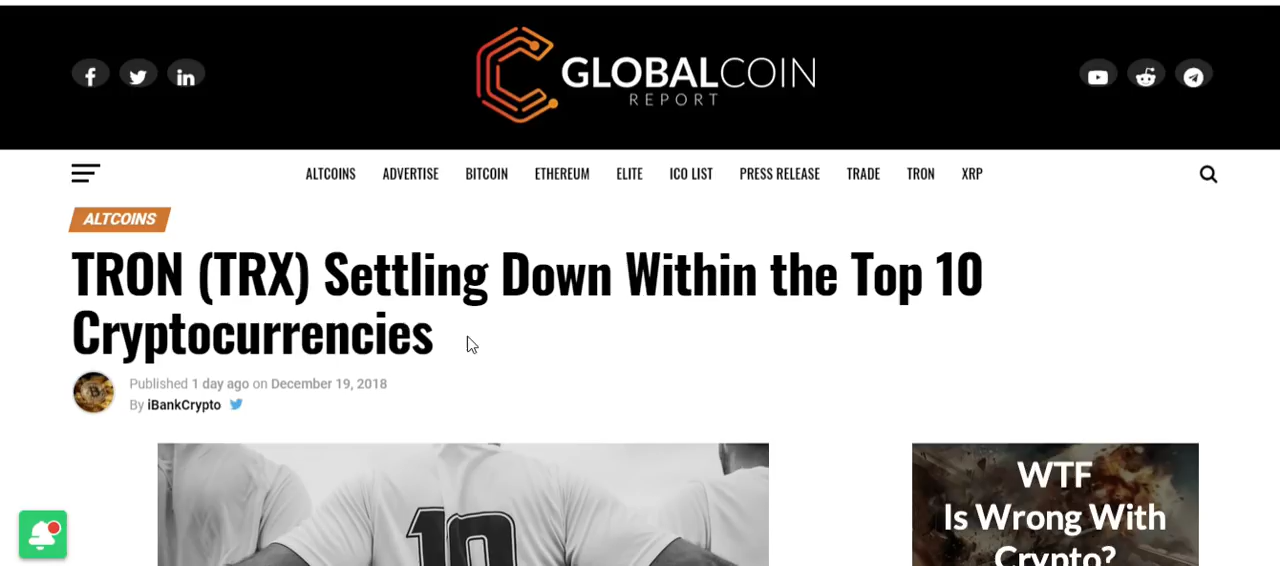 GLOBALCOIN
REPORT
ALTCOINS ADVERTISE BITCOIN ETHEREUM ELITE ICO LIST PRESS RELEASE TRADE TRON XRP
ALTCOINS
TRON (TRX) Settling Down Within the Top 10
Cryptocurrencies
Published 1 day ago on December 19, 2018
By iBankCrypto
10
WTF
Is Wrong With
Crypto?